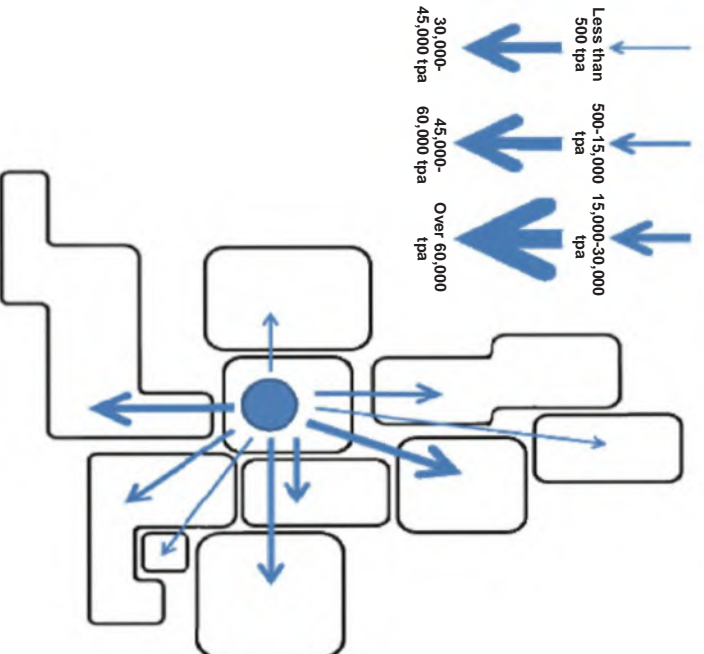 Less than
500 tpa
500-15,000
tpa
15,000-30,000
tpa
30,000-
45,000 tpa
45,000-
60,000 tpa
Over 60,000
tpa